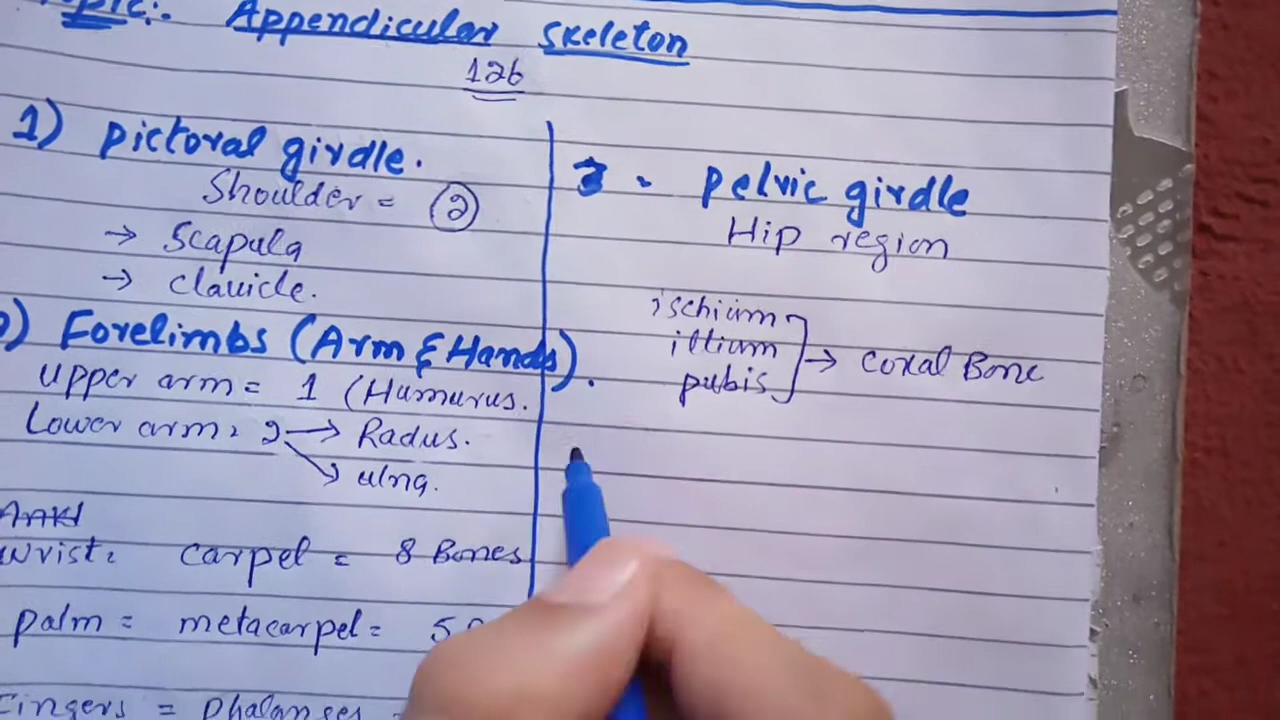 Topic:. Appendicular Skeleton
126
1) Pictoral girdle.
Shoulder = 2
→ Scapula
→ Clavicle.
2) Forelimbs (Arm & Hands).
Upper arm = 1 (Humurus.
Lower arm = 2 → Radus.
→ ulna.
Wrist = Carpel = 8 Bones
Palm = metacarpel = 5
Fingers = Phalanges
3. Pelvic girdle
Hip region
ischium
illium
pubis
→ Coxal Bone